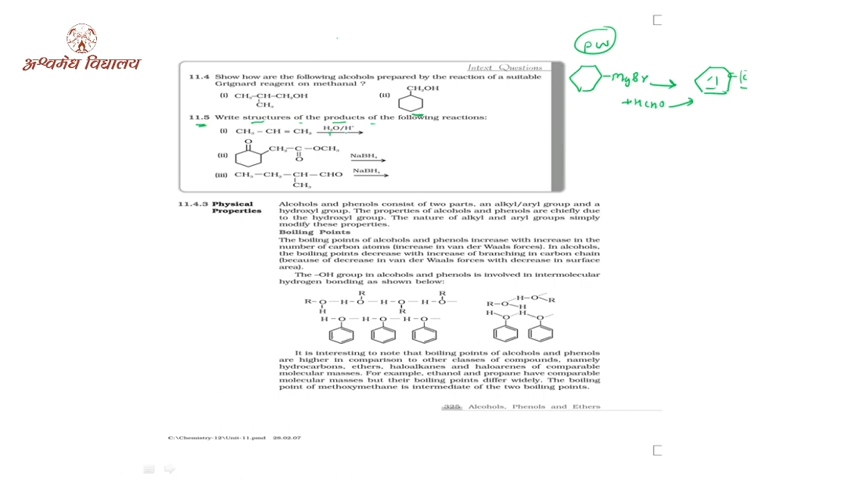 अश्वमेध विद्यालय
Intext Questions
11.4 Show how are the following alcohols prepared by the reaction of a suitable
Grignard reagent on methanal ?
(i) CH₃–CH–CH₂OH
CH₃
(ii) CH₂OH
11.5 Write structures of the products of the following reactions:
(i) CH₃ – CH = CH₂ H₂O/H⁺
(ii) O CH₂ – C – OCH₃ NaBH₄
O
(iii) CH₃ – CH₂ – CH – CHO NaBH₄
CH₃
pw
MgBr
+HCHO
11.4.3 Physical
Properties
Alcohols and phenols consist of two parts, an alkyl/aryl group and a
hydroxyl group. The properties of alcohols and phenols are chiefly due
to the hydroxyl group. The nature of alkyl and aryl groups simply
modify these properties.
Boiling Points
The boiling points of alcohols and phenols increase with increase in the
number of carbon atoms (increase in van der Waals forces). In alcohols,
the boiling points decrease with increase of branching in carbon chain
(because of decrease in van der Waals forces with decrease in surface
area).
The –OH group in alcohols and phenols is involved in intermolecular
hydrogen bonding as shown below:
R R
R–O H–O H–O H–O
H R
H–O H–O H–O
H–O–R
R–O H
H H
O O
It is interesting to note that boiling points of alcohols and phenols
are higher in comparison to other classes of compounds, namely
hydrocarbons, ethers, haloalkanes and haloarenes of comparable
molecular masses. For example, ethanol and propane have comparable
molecular masses but their boiling points differ widely. The boiling
point of methoxymethane is intermediate of the two boiling points.
325 Alcohols, Phenols and Ethers
C:\Chemistry-12\Unit-11.pmd 28.02.07